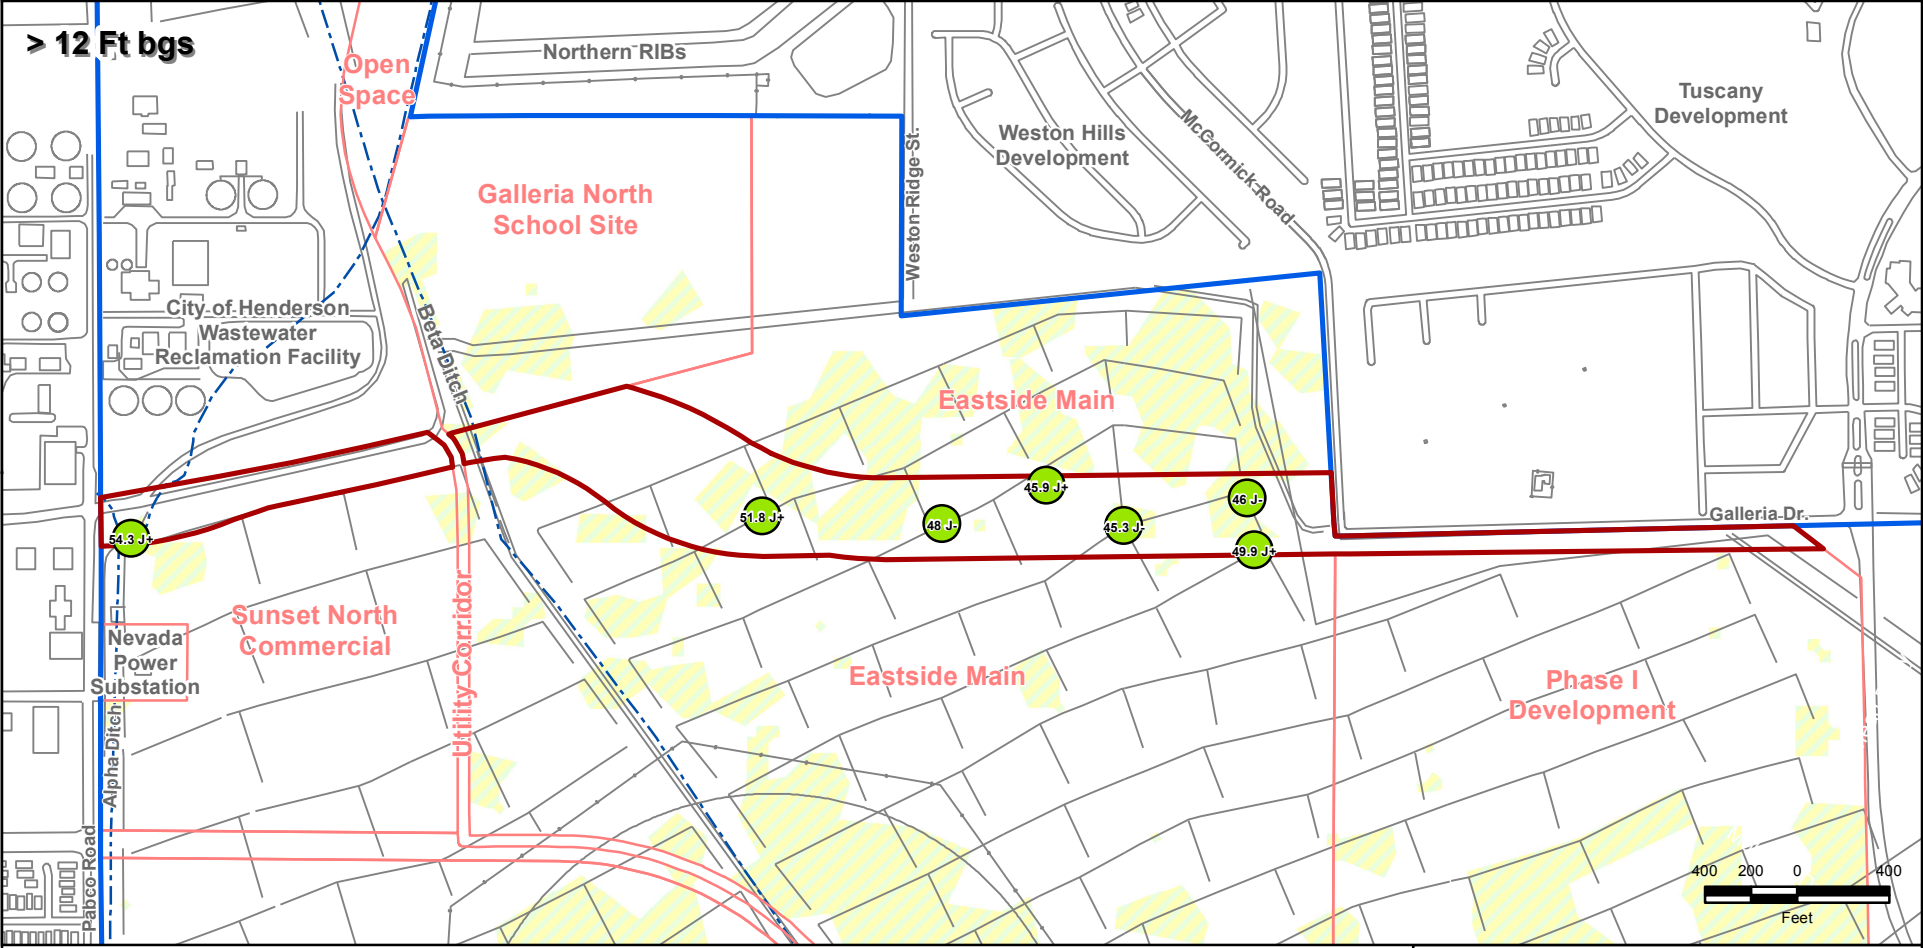 > 12 Ft bgs
Open
Space
Northern RIBs
Tuscany
Development
Weston Hills
Development
McCormick Road
Weston Ridge St.
Galleria North
School Site
City of Henderson
Wastewater
Reclamation Facility
Beta Ditch
Eastside Main
45.9 J+
46 J-
51.8 J+
48 J-
45.3 J-
49.9 J+
54.3 J+
Galleria Dr.
Sunset North
Commercial
Nevada
Power
Substation
Utility Corridor
Eastside Main
Phase I
Development
Alpha Ditch
Pabco Road
400 200 0 400
Feet